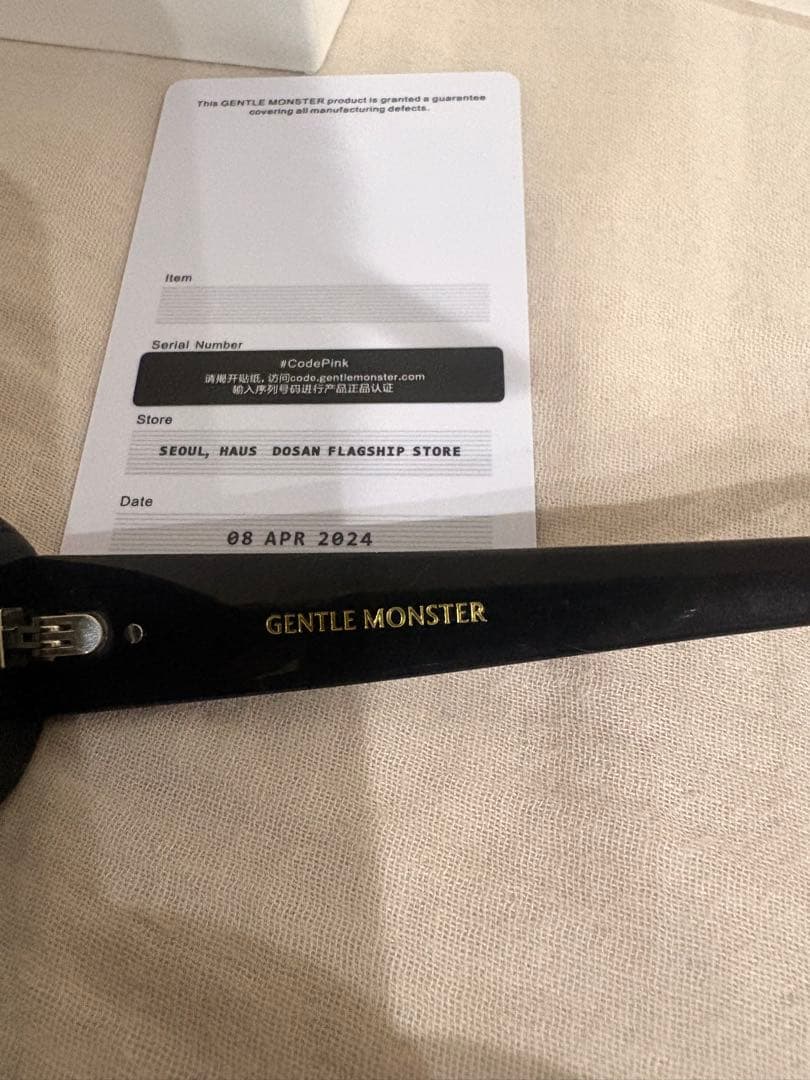 This GENTLE MONSTER product is granted a guarantee
covering all manufacturing defects.
Item
Serial Number
#CodePink
请揭开贴纸, 访问code.gentlemonster.com
输入序列号码进行产品正品认证
Store
SEOUL, HAUS DOSAN FLAGSHIP STORE
Date
08 APR 2024
GENTLE MONSTER